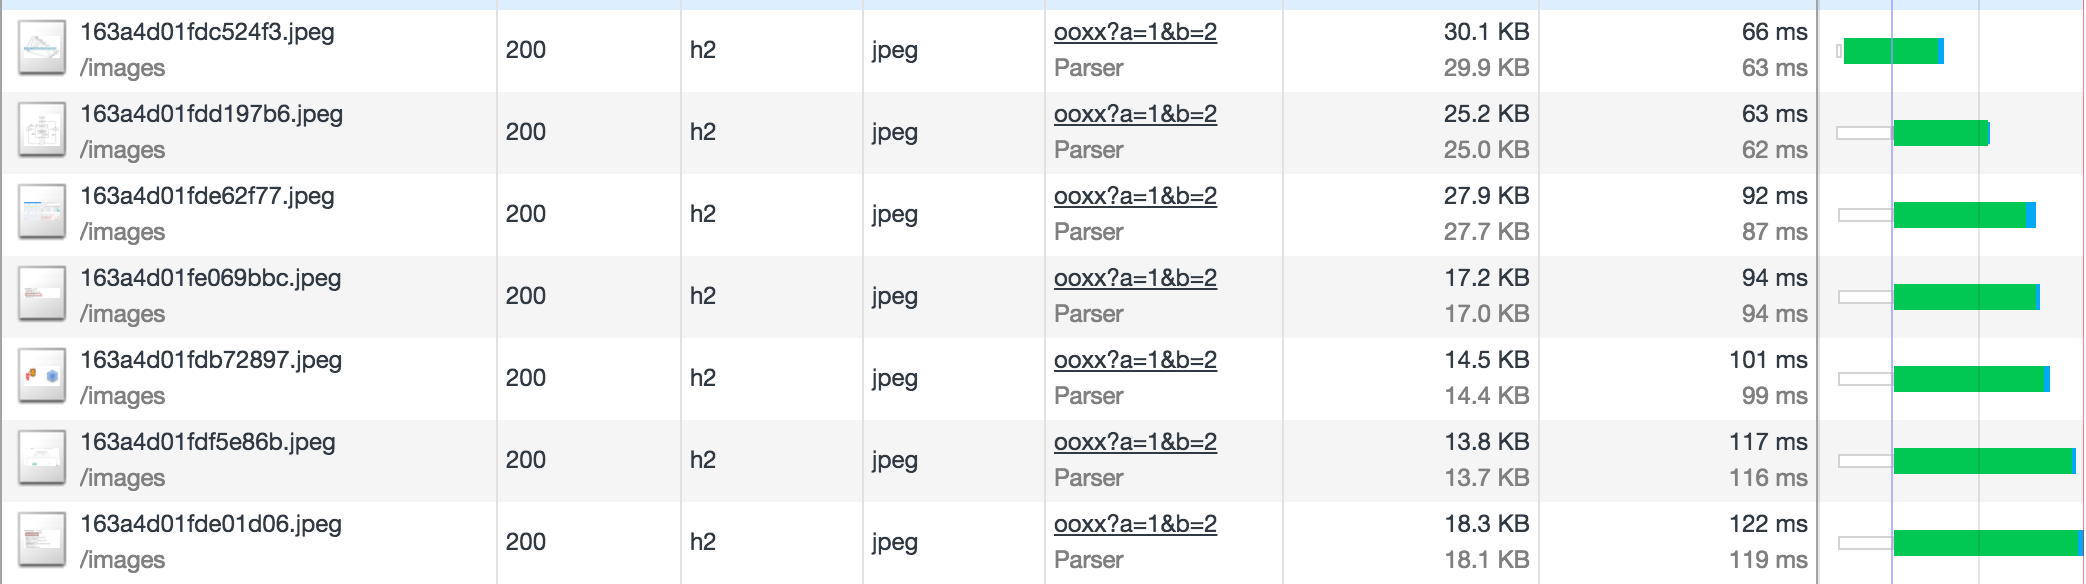 163a4d01fdc524f3.jpeg
/images
200
h2
jpeg
ooxx?a=1&b=2
Parser
30.1 KB
29.9 KB
66 ms
63 ms
163a4d01fdd197b6.jpeg
/images
200
h2
jpeg
ooxx?a=1&b=2
Parser
25.2 KB
25.0 KB
63 ms
62 ms
163a4d01fde62f77.jpeg
/images
200
h2
jpeg
ooxx?a=1&b=2
Parser
27.9 KB
27.7 KB
92 ms
87 ms
163a4d01fe069bbc.jpeg
/images
200
h2
jpeg
ooxx?a=1&b=2
Parser
17.2 KB
17.0 KB
94 ms
94 ms
163a4d01fdb72897.jpeg
/images
200
h2
jpeg
ooxx?a=1&b=2
Parser
14.5 KB
14.4 KB
101 ms
99 ms
163a4d01fdf5e86b.jpeg
/images
200
h2
jpeg
ooxx?a=1&b=2
Parser
13.8 KB
13.7 KB
117 ms
116 ms
163a4d01fde01d06.jpeg
/images
200
h2
jpeg
ooxx?a=1&b=2
Parser
18.3 KB
18.1 KB
122 ms
119 ms